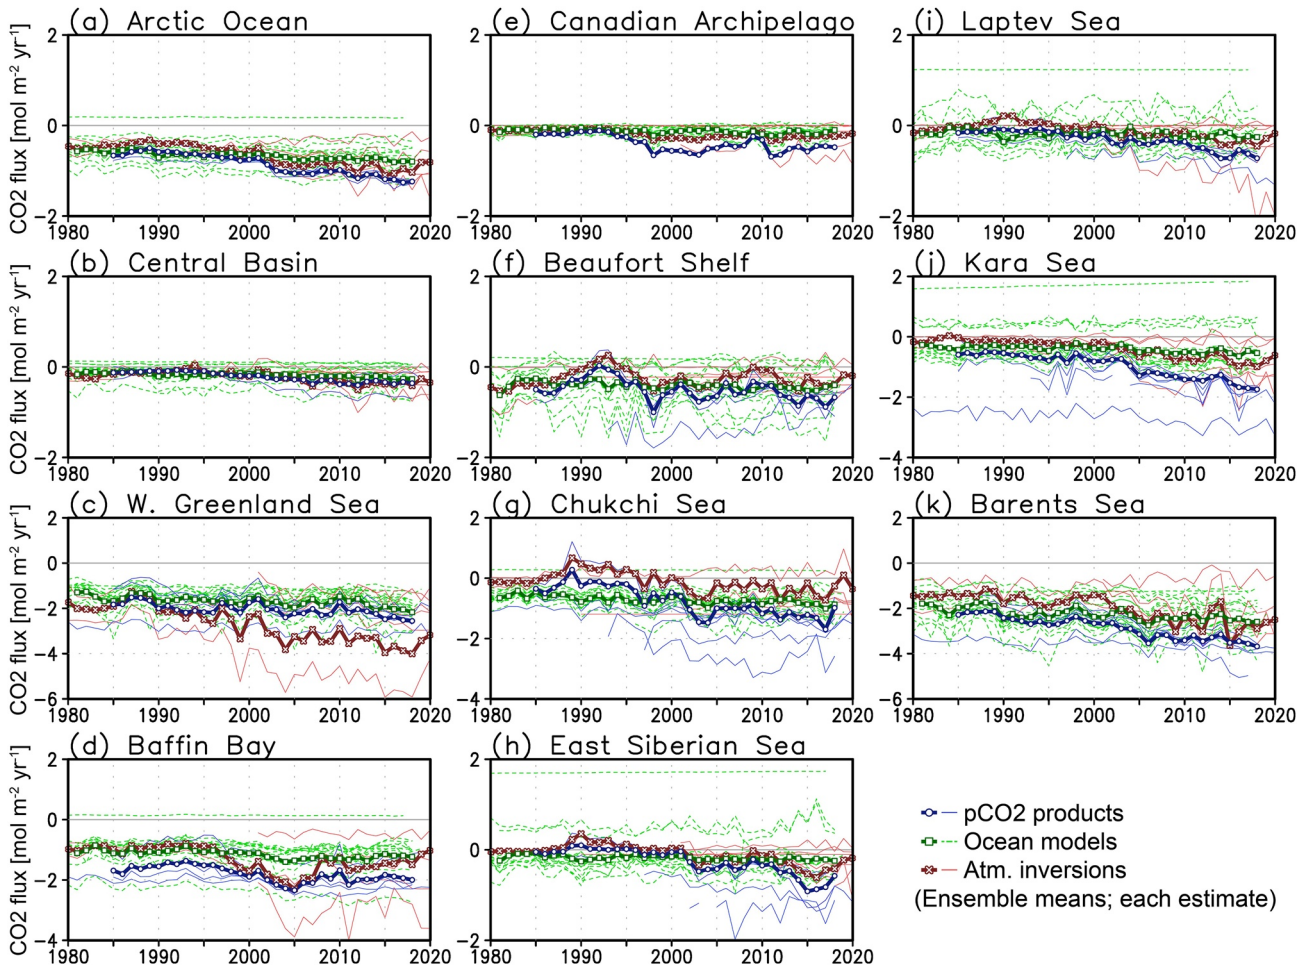 (a) Arctic Ocean
CO2 flux [mol m-2 yr-1]
2
0
-2
1980 1990 2000 2010 2020
(e) Canadian Archipelago
2
0
-2
1980 1990 2000 2010 2020
(i) Laptev Sea
2
0
-2
1980 1990 2000 2010 2020
(b) Central Basin
CO2 flux [mol m-2 yr-1]
2
0
-2
1980 1990 2000 2010 2020
(f) Beaufort Shelf
2
0
-2
1980 1990 2000 2010 2020
(j) Kara Sea
2
0
-2
-4
1980 1990 2000 2010 2020
(c) W. Greenland Sea
CO2 flux [mol m-2 yr-1]
2
0
-2
-4
-6
1980 1990 2000 2010 2020
(g) Chukchi Sea
2
0
-2
-4
1980 1990 2000 2010 2020
(k) Barents Sea
2
0
-2
-4
-6
1980 1990 2000 2010 2020
(d) Baffin Bay
CO2 flux [mol m-2 yr-1]
2
0
-2
-4
1980 1990 2000 2010 2020
(h) East Siberian Sea
2
0
-2
1980 1990 2000 2010 2020
pCO2 products
Ocean models
Atm. inversions
(Ensemble means; each estimate)